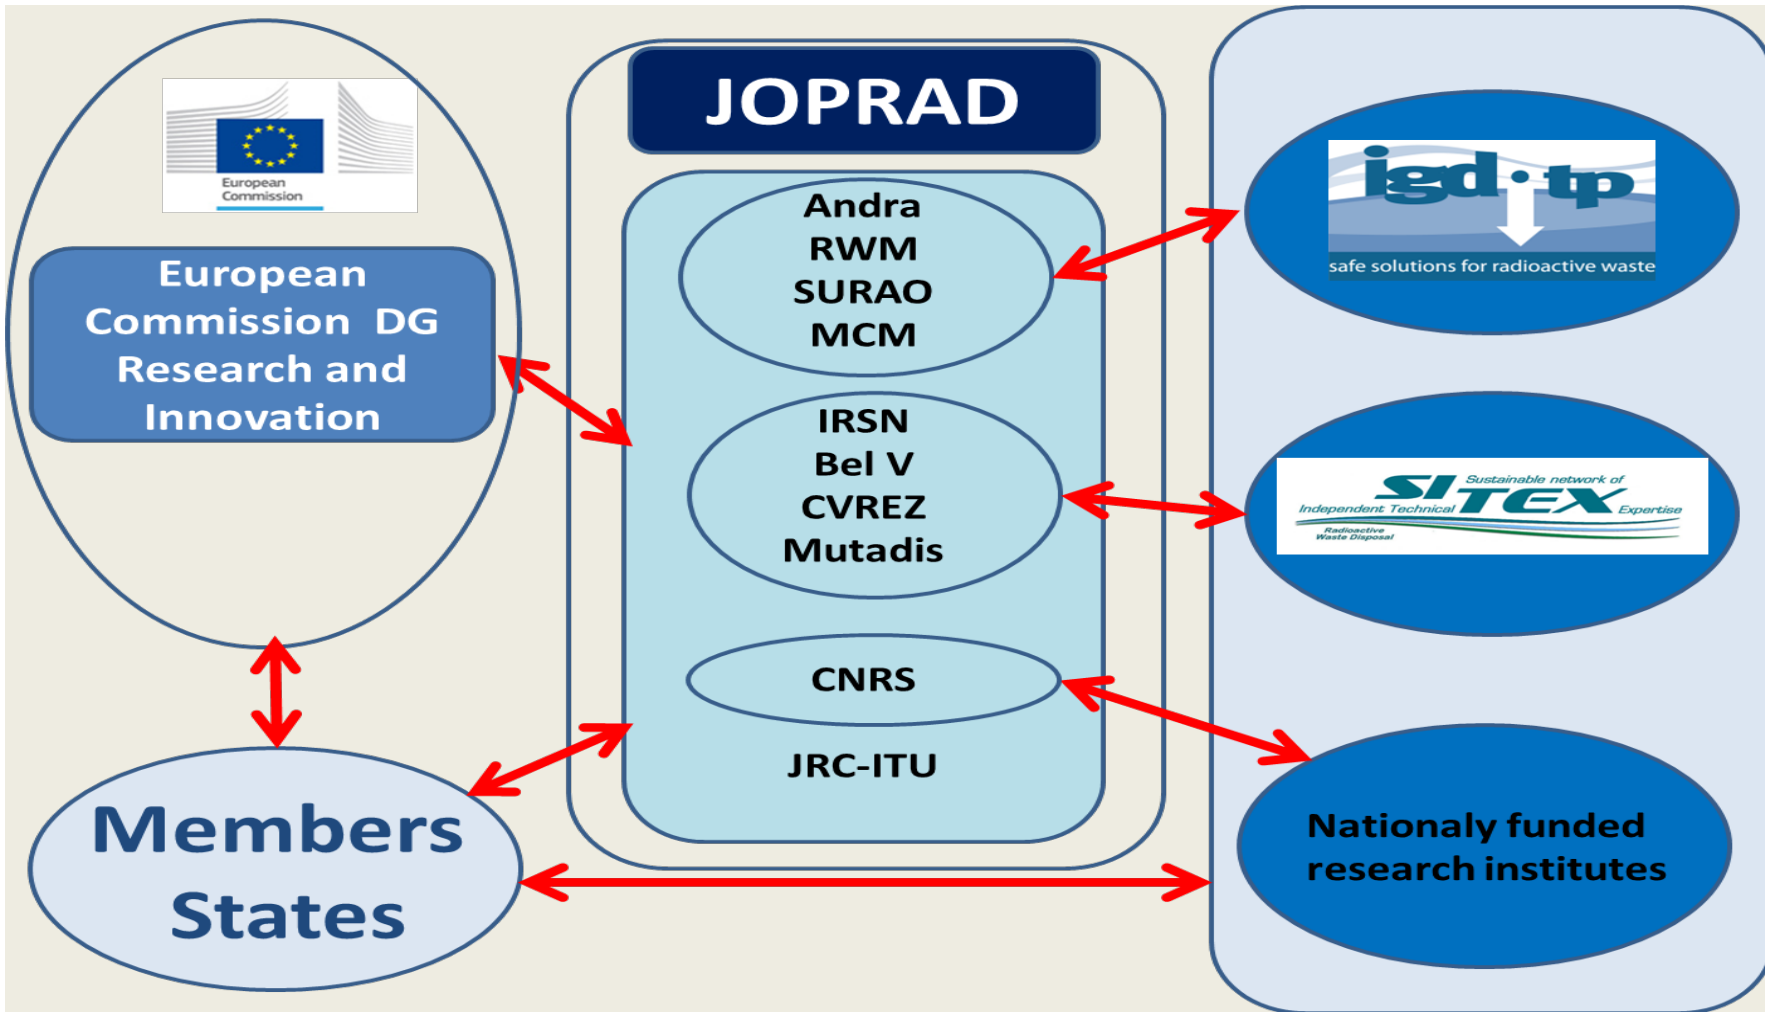 European
Commission
European
Commission DG
Research and
Innovation
Members
States
JOPRAD
Andra
RWM
SURAO
MCM
IRSN
Bel V
CVREZ
Mutadis
CNRS
JRC-ITU
igd·tp
safe solutions for radioactive waste
Sustainable network of
SITEX
Independent Technical Expertise
Radioactive
Waste Disposal
Nationaly funded
research institutes